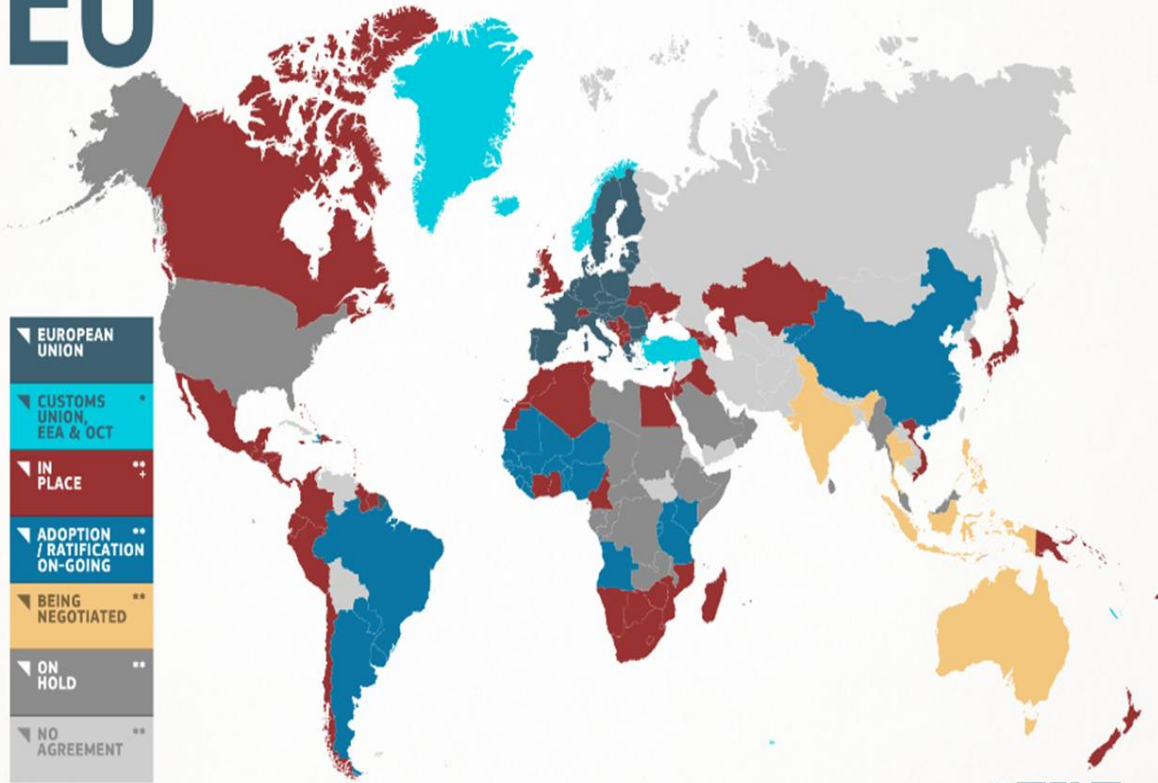 EU
EUROPEAN
UNION
CUSTOMS *
UNION,
EEA & OCT
IN **
PLACE +
ADOPTION **
/ RATIFICATION
ON-GOING
BEING **
NEGOTIATED
ON **
HOLD
NO **
AGREEMENT